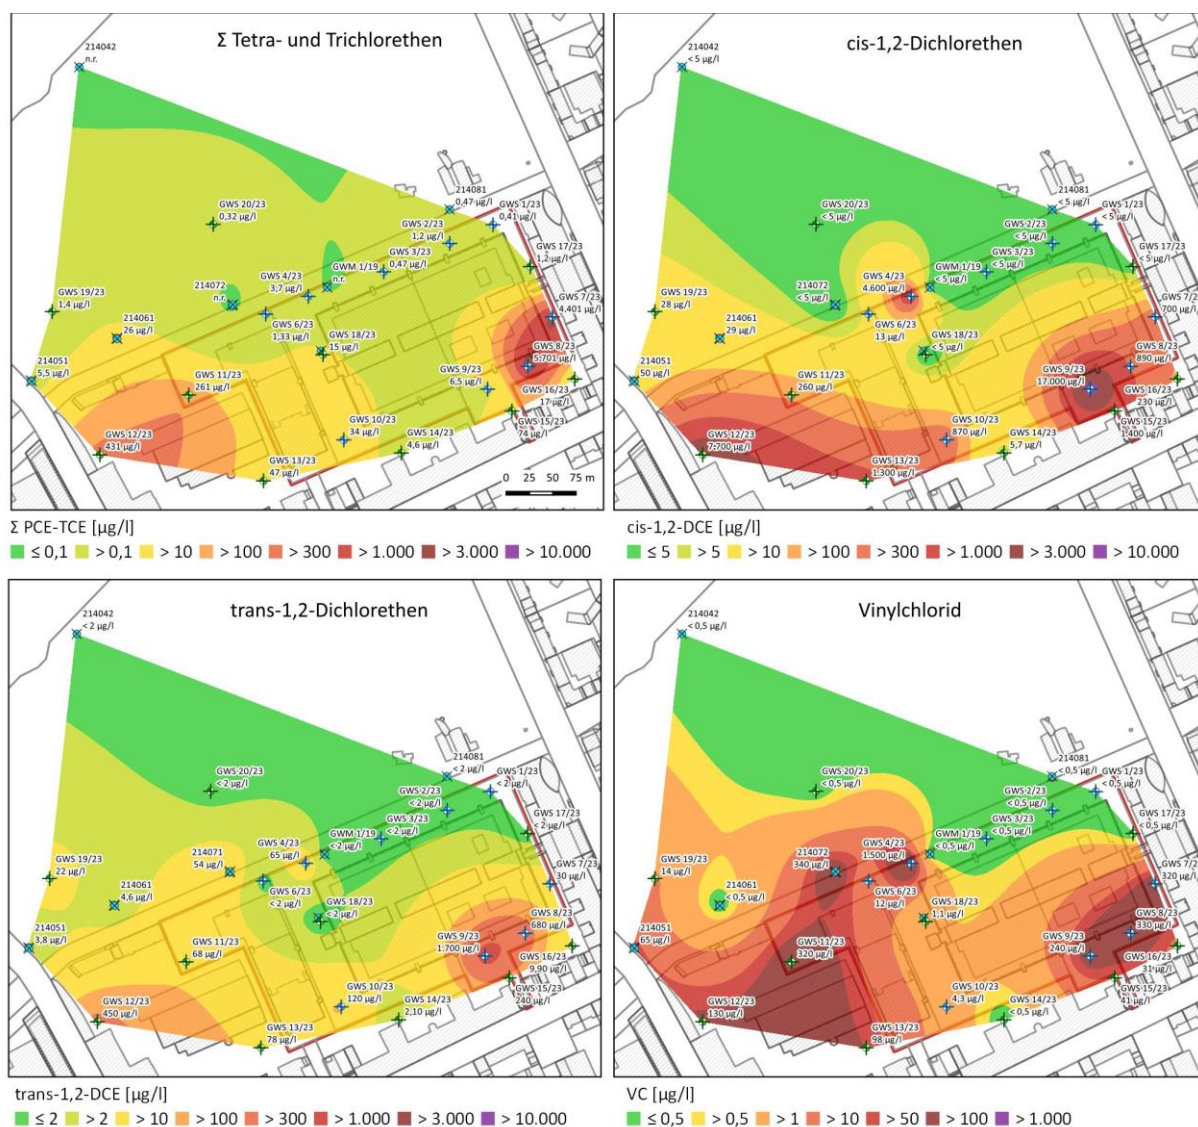 Σ Tetra- und Trichlorethen
214042
n.r.
GWS 20/23
0,32 µg/l
214081
0,47 µg/l
GWS 1/23
0,41 µg/l
GWS 2/23
1,2 µg/l
GWS 3/23
0,47 µg/l
GWS 17/23
1,2 µg/l
GWM 1/19
n.r.
GWS 4/23
3,7 µg/l
214072
n.r.
GWS 19/23
1,4 µg/l
GWS 7/23
4.401 µg/l
GWS 6/23
1,33 µg/l
214061
26 µg/l
GWS 18/23
15 µg/l
GWS 8/23
5.701 µg/l
214051
5,5 µg/l
GWS 11/23
261 µg/l
GWS 9/23
6,5 µg/l
GWS 16/23
17 µg/l
GWS 15/23
74 µg/l
GWS 12/23
431 µg/l
GWS 10/23
34 µg/l
GWS 14/23
4,6 µg/l
GWS 13/23
47 µg/l
0 25 50 75 m
Σ PCE-TCE [µg/l]
≤ 0,1 > 0,1 > 10 > 100 > 300 > 1.000 > 3.000 > 10.000
cis-1,2-Dichlorethen
214042
< 5 µg/l
GWS 20/23
< 5 µg/l
214081
< 5 µg/l
GWS 1/23
< 5 µg/l
GWS 2/23
< 5 µg/l
GWS 3/23
< 5 µg/l
GWS 17/23
< 5 µg/l
GWM 1/19
< 5 µg/l
GWS 4/23
4.600 µg/l
214072
< 5 µg/l
GWS 19/23
28 µg/l
GWS 7/23
700 µg/l
GWS 6/23
13 µg/l
214061
29 µg/l
GWS 18/23
< 5 µg/l
GWS 8/23
890 µg/l
214051
50 µg/l
GWS 11/23
260 µg/l
GWS 9/23
17.000 µg/l
GWS 16/23
230 µg/l
GWS 15/23
1.400 µg/l
GWS 12/23
7.700 µg/l
GWS 10/23
870 µg/l
GWS 14/23
5,7 µg/l
GWS 13/23
1.300 µg/l
cis-1,2-DCE [µg/l]
≤ 5 > 5 > 10 > 100 > 300 > 1.000 > 3.000 > 10.000
trans-1,2-Dichlorethen
214042
< 2 µg/l
GWS 20/23
< 2 µg/l
214081
< 2 µg/l
GWS 1/23
< 2 µg/l
GWS 2/23
< 2 µg/l
GWS 3/23
< 2 µg/l
GWS 17/23
< 2 µg/l
GWM 1/19
< 2 µg/l
GWS 4/23
65 µg/l
214071
54 µg/l
GWS 19/23
22 µg/l
GWS 7/23
30 µg/l
GWS 6/23
< 2 µg/l
214061
4,6 µg/l
GWS 18/23
< 2 µg/l
GWS 8/23
680 µg/l
214051
3,8 µg/l
GWS 11/23
68 µg/l
GWS 9/23
1.700 µg/l
GWS 16/23
9,90 µg/l
GWS 15/23
240 µg/l
GWS 12/23
450 µg/l
GWS 10/23
120 µg/l
GWS 14/23
2,10 µg/l
GWS 13/23
78 µg/l
trans-1,2-DCE [µg/l]
≤ 2 > 2 > 10 > 100 > 300 > 1.000 > 3.000 > 10.000
Vinylchlorid
214042
< 0,5 µg/l
GWS 20/23
< 0,5 µg/l
214081
< 0,5 µg/l
GWS 1/23
< 0,5 µg/l
GWS 2/23
< 0,5 µg/l
GWS 3/23
< 0,5 µg/l
GWS 17/23
< 0,5 µg/l
GWM 1/19
< 0,5 µg/l
GWS 4/23
1.500 µg/l
214072
340 µg/l
GWS 19/23
14 µg/l
GWS 7/23
320 µg/l
GWS 6/23
12 µg/l
214061
< 0,5 µg/l
GWS 18/23
1,1 µg/l
GWS 8/23
330 µg/l
214051
65 µg/l
GWS 11/23
320 µg/l
GWS 9/23
240 µg/l
GWS 16/23
31 µg/l
GWS 15/23
41 µg/l
GWS 12/23
130 µg/l
GWS 10/23
4,3 µg/l
GWS 14/23
< 0,5 µg/l
GWS 13/23
98 µg/l
VC [µg/l]
≤ 0,5 > 0,5 > 1 > 10 > 50 > 100 > 1.000